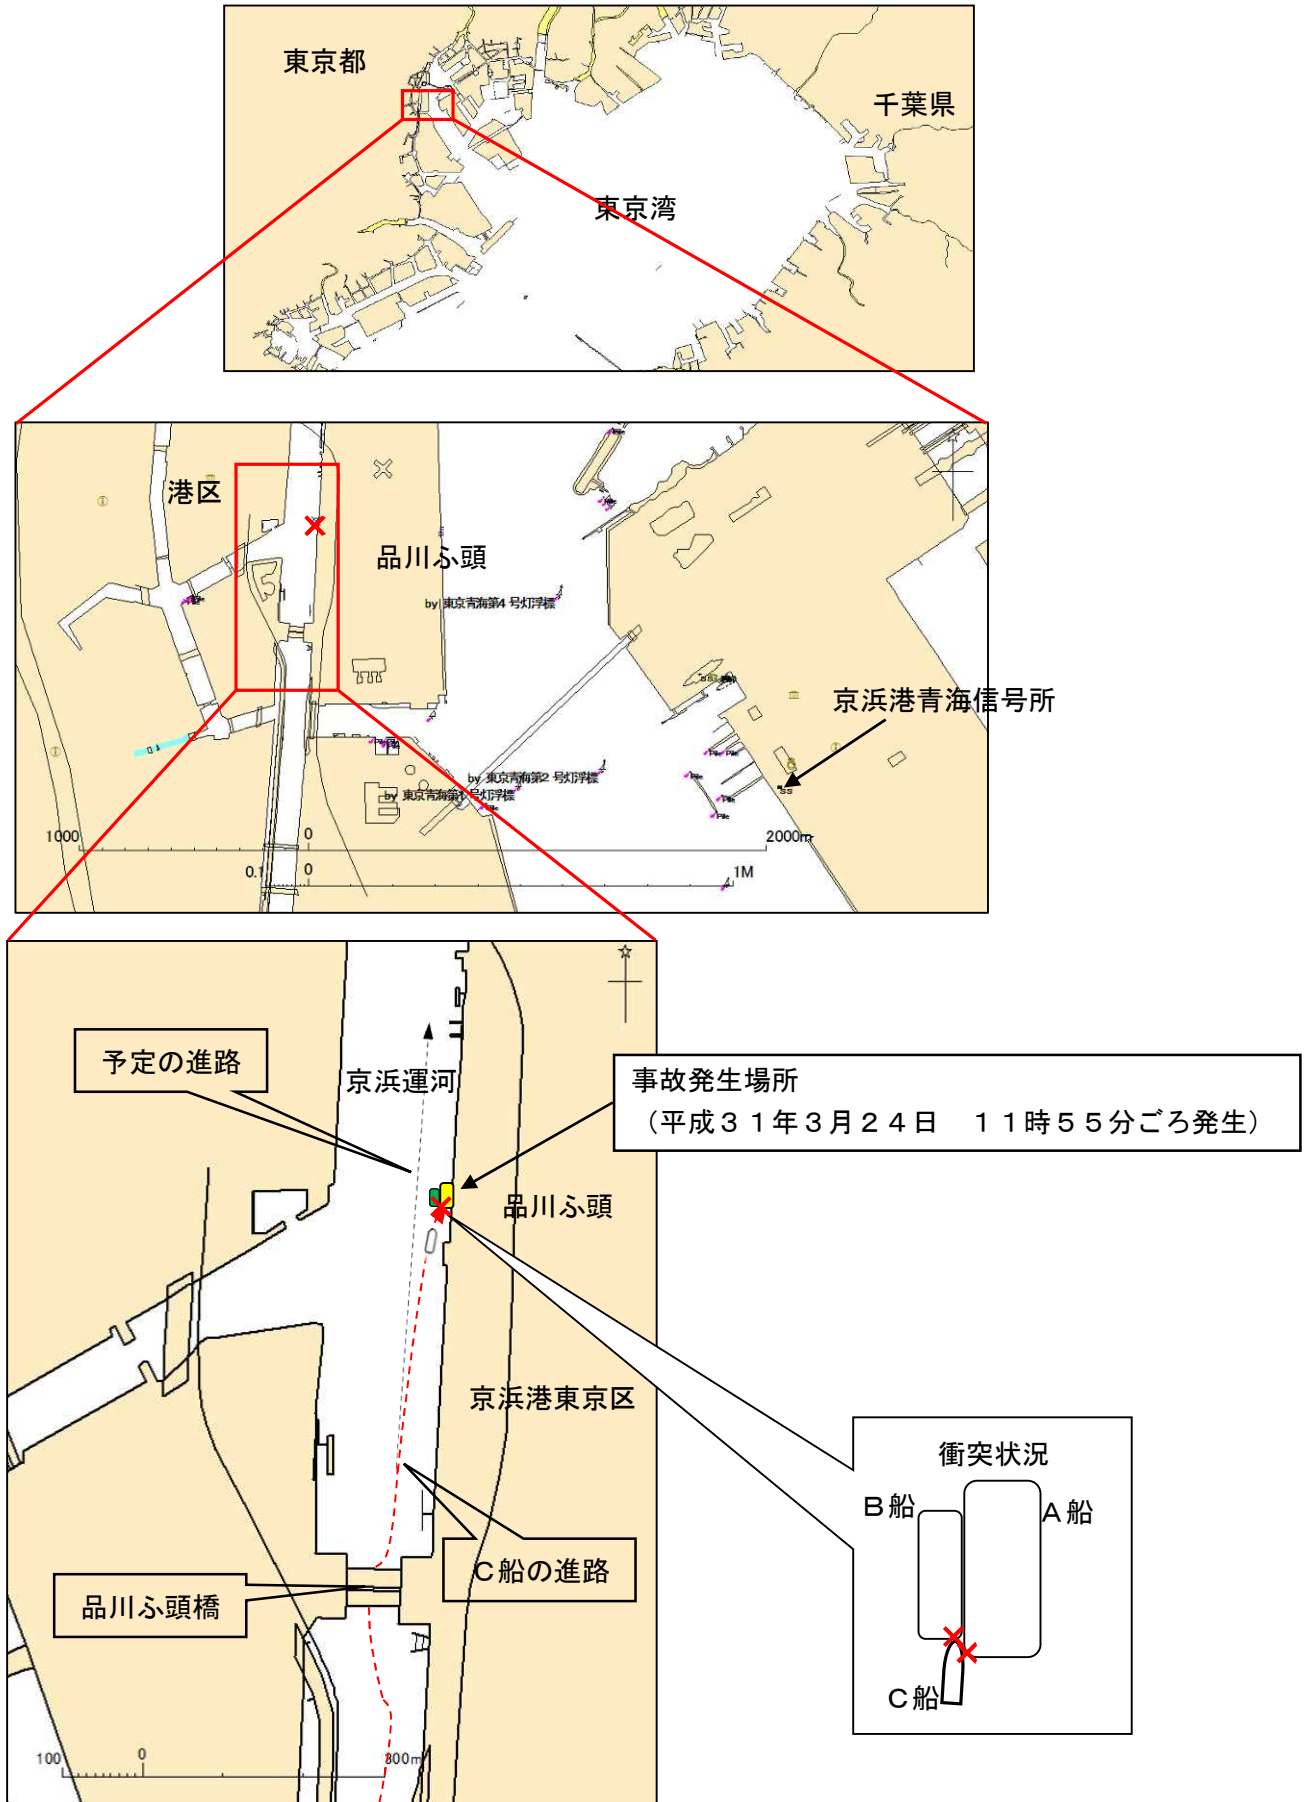 東京都
千葉県
東京湾
港区
品川ふ頭
by 東京青海第4号灯浮標
京浜港青海信号所
by 東京青海第2号灯浮標
by 東京青海第1号灯浮標
Pile
Pile
Pile
Pile
SS
1000
0
2000m
0.1
0
1M
予定の進路
京浜運河
事故発生場所
（平成３１年３月２４日　１１時５５分ごろ発生）
品川ふ頭
京浜港東京区
衝突状況
Ｂ船
Ａ船
Ｃ船の進路
品川ふ頭橋
Ｃ船
100
0
300m